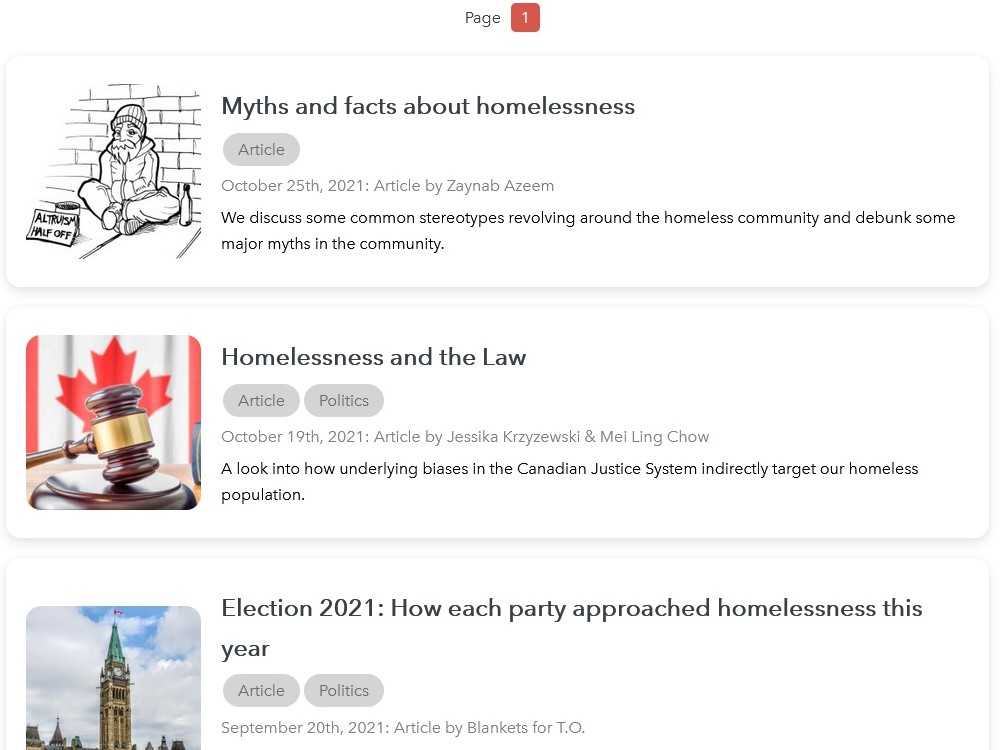 Page 1
Myths and facts about homelessness
Article
October 25th, 2021: Article by Zaynab Azeem
We discuss some common stereotypes revolving around the homeless community and debunk some
major myths in the community.
ALTRUISM
HALF OFF
Homelessness and the Law
Article Politics
October 19th, 2021: Article by Jessika Krzyzewski & Mei Ling Chow
A look into how underlying biases in the Canadian Justice System indirectly target our homeless
population.
Election 2021: How each party approached homelessness this
year
Article Politics
September 20th, 2021: Article by Blankets for T.O.